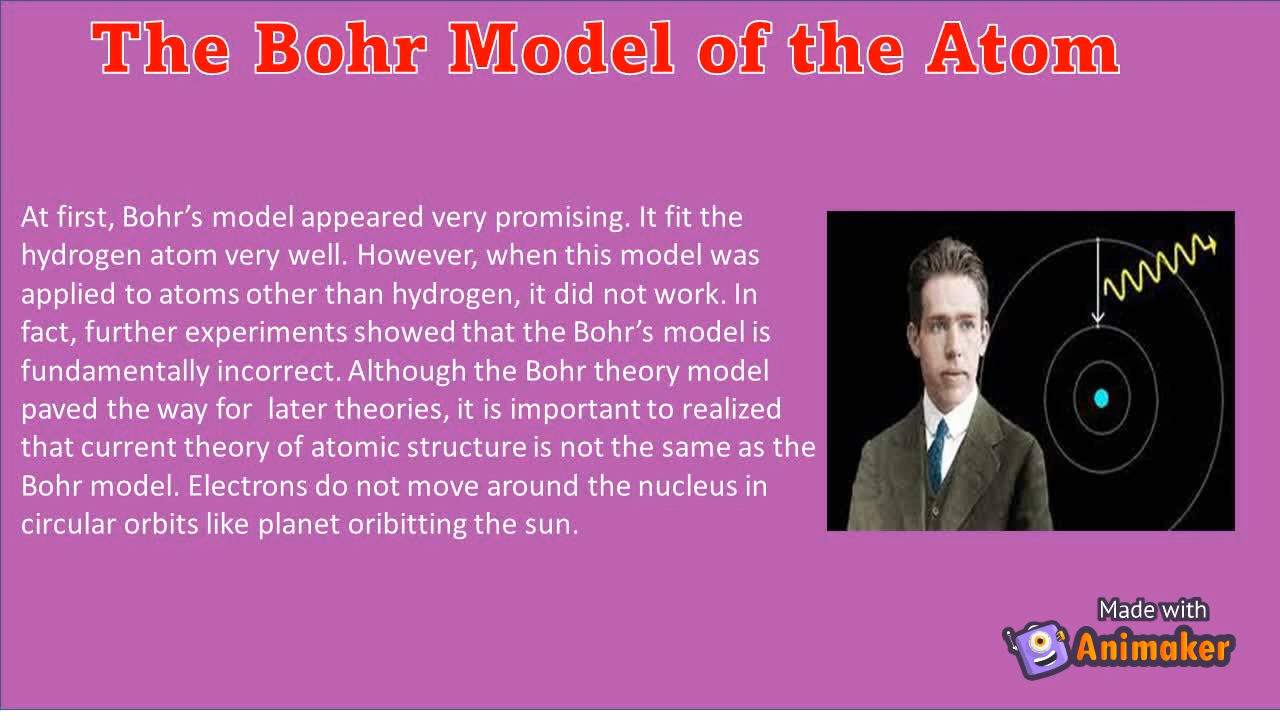 The Bohr Model of the Atom
At first, Bohr’s model appeared very promising. It fit the
hydrogen atom very well. However, when this model was
applied to atoms other than hydrogen, it did not work. In
fact, further experiments showed that the Bohr’s model is
fundamentally incorrect. Although the Bohr theory model
paved the way for  later theories, it is important to realized
that current theory of atomic structure is not the same as the
Bohr model. Electrons do not move around the nucleus in
circular orbits like planet oribitting the sun.
Made with
Animaker